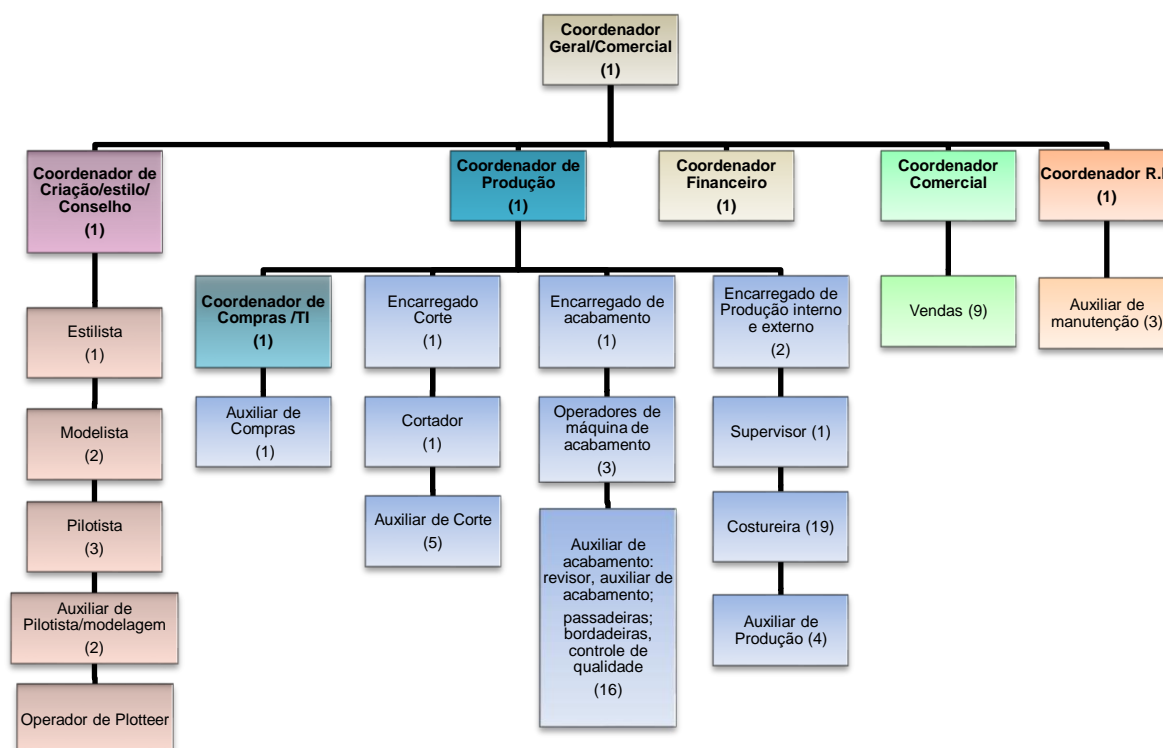 Coordenador
Geral/Comercial
(1)
Coordenador de
Criação/estilo/
Conselho
(1)
Coordenador de
Produção
(1)
Coordenador
Financeiro
(1)
Coordenador
Comercial
Coordenador R.
(1)
Coordenador de
Compras /TI
(1)
Encarregado
Corte
(1)
Encarregado de
acabamento
(1)
Encarregado de
Produção interno
e externo
(2)
Vendas (9)
Auxiliar de
manutenção (3)
Estilista
(1)
Auxiliar de
Compras
(1)
Cortador
(1)
Operadores de
máquina de
acabamento
(3)
Supervisor (1)
Modelista
(2)
Auxiliar de Corte
(5)
Costureira (19)
Pilotista
(3)
Auxiliar de
acabamento:
revisor, auxiliar de
acabamento;
passadeiras;
bordadeiras,
controle de
qualidade
(16)
Auxiliar de
Produção (4)
Auxiliar de
Pilotista/modelagem
(2)
Operador de Plotteer